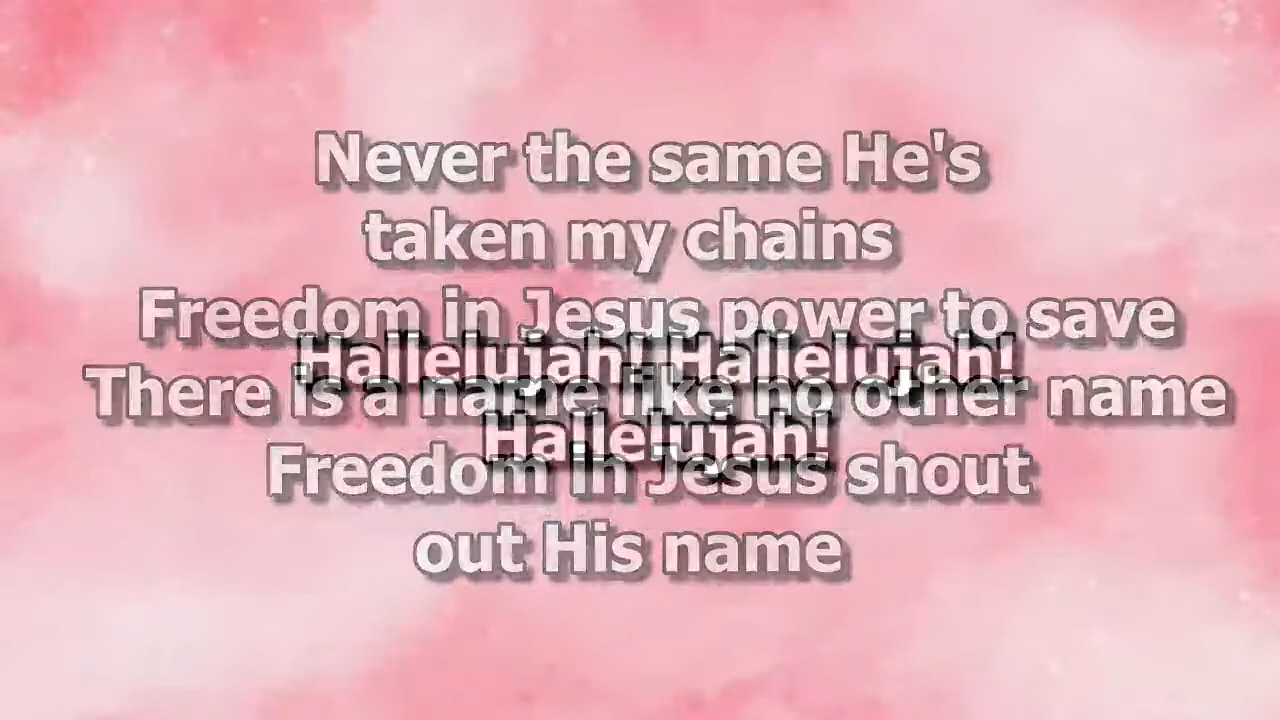 Never the same He's
taken my chains
Freedom in Jesus power to save
Hallelujah! Hallelujah!
There is a name like no other name
Hallelujah!
Freedom in Jesus shout
out His name